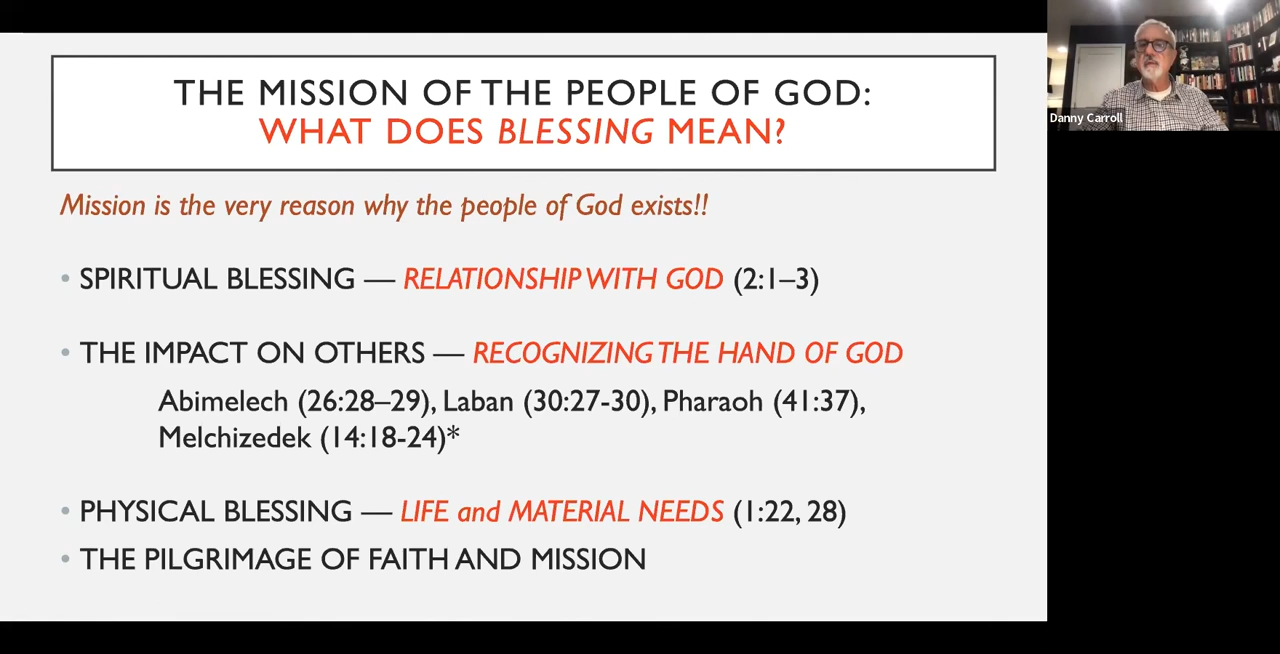 THE MISSION OF THE PEOPLE OF GOD:
WHAT DOES BLESSING MEAN?
Mission is the very reason why the people of God exists!!
• SPIRITUAL BLESSING — RELATIONSHIP WITH GOD (2:1–3)
• THE IMPACT ON OTHERS — RECOGNIZING THE HAND OF GOD
Abimelech (26:28–29), Laban (30:27-30), Pharaoh (41:37),
Melchizedek (14:18-24)*
• PHYSICAL BLESSING — LIFE and MATERIAL NEEDS (1:22, 28)
• THE PILGRIMAGE OF FAITH AND MISSION
Danny Carroll